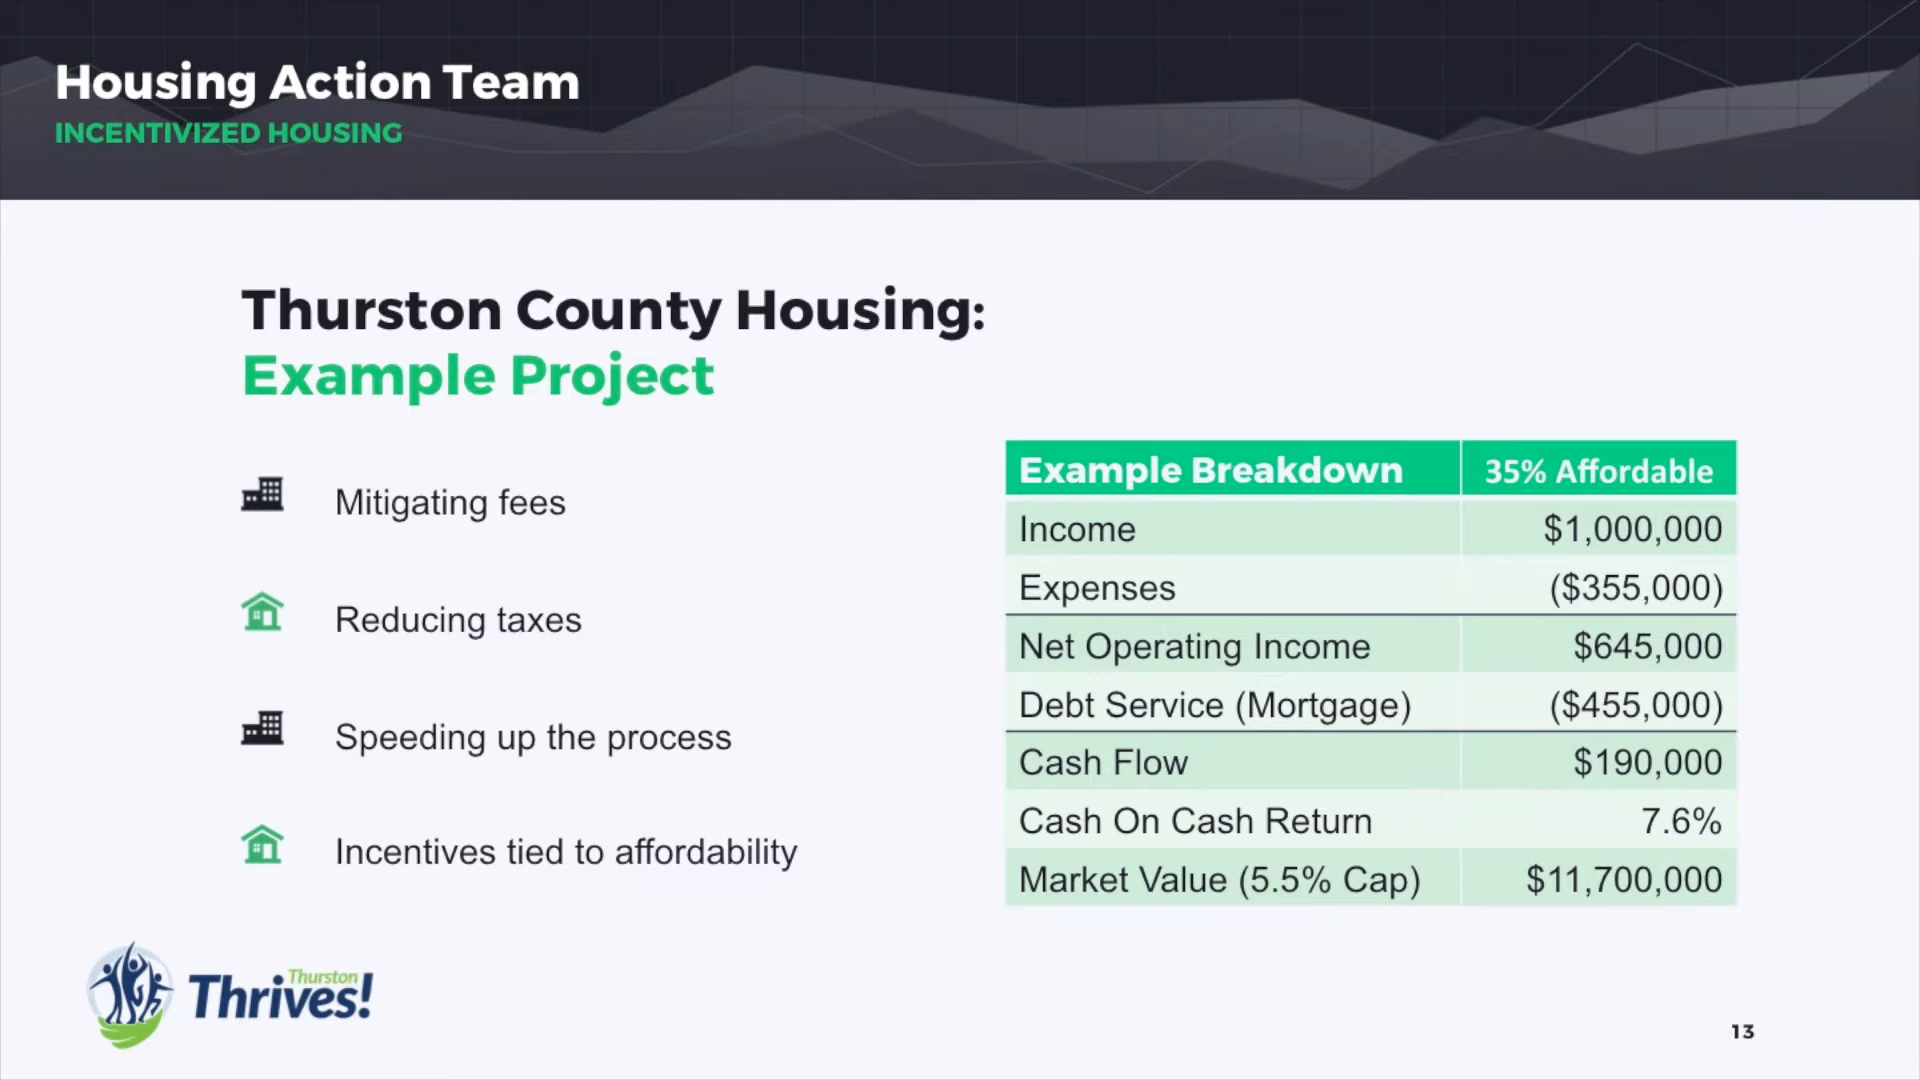 Housing Action Team
INCENTIVIZED HOUSING
Thurston County Housing:
Example Project
Mitigating fees
Reducing taxes
Speeding up the process
Incentives tied to affordability
Example Breakdown 35% Affordable
Income $1,000,000
Expenses ($355,000)
Net Operating Income $645,000
Debt Service (Mortgage) ($455,000)
Cash Flow $190,000
Cash On Cash Return 7.6%
Market Value (5.5% Cap) $11,700,000
Thurston
Thrives!
13